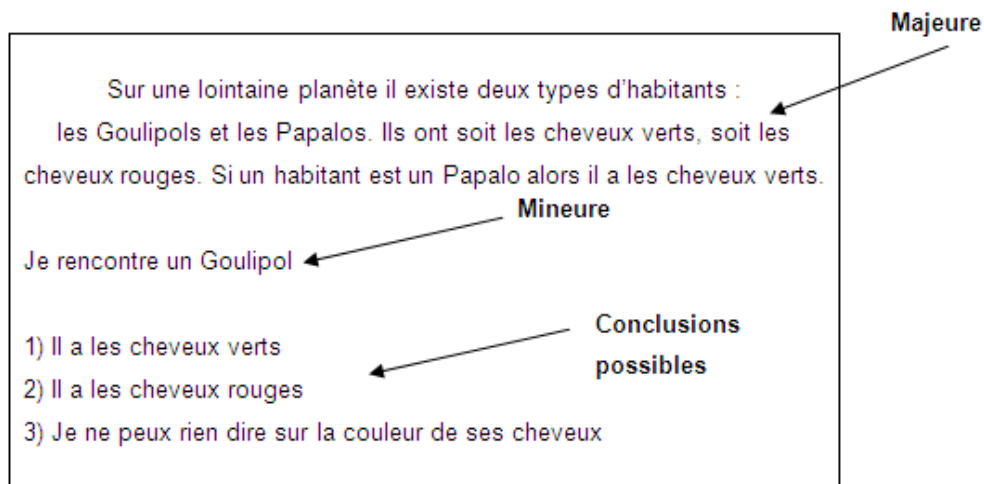 Majeure
Sur une lointaine planète il existe deux types d'habitants :
les Goulipols et les Papalos. Ils ont soit les cheveux verts, soit les
cheveux rouges. Si un habitant est un Papalo alors il a les cheveux verts.
Mineure
Je rencontre un Goulipol
Conclusions
possibles
1) Il a les cheveux verts
2) Il a les cheveux rouges
3) Je ne peux rien dire sur la couleur de ses cheveux